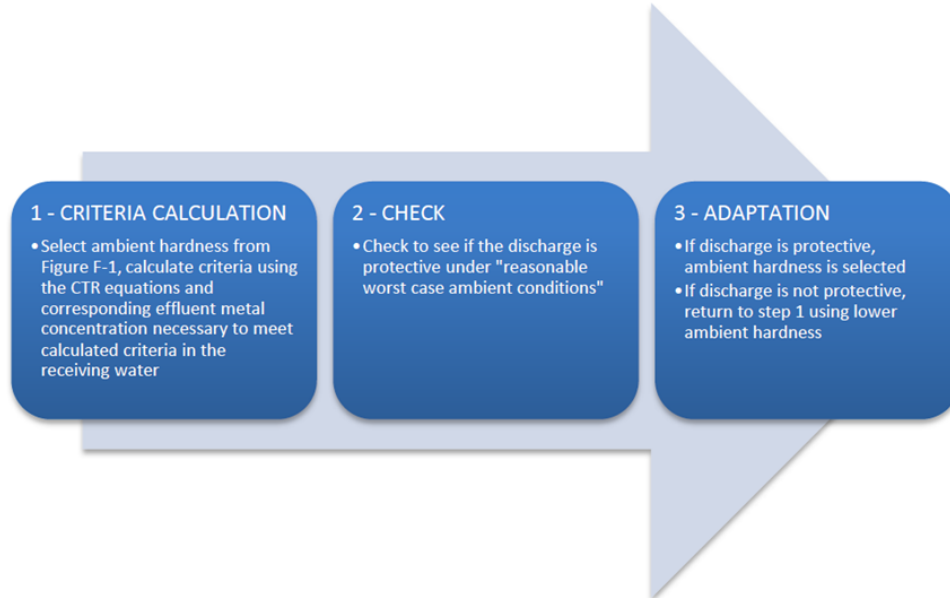 1 - CRITERIA CALCULATION
•Select ambient hardness from
Figure F-1, calculate criteria using
the CTR equations and
corresponding effluent metal
concentration necessary to meet
calculated criteria in the
receiving water
2 - CHECK
•Check to see if the discharge is
protective under "reasonable
worst case ambient conditions"
3 - ADAPTATION
•If discharge is protective,
ambient hardness is selected
•If discharge is not protective,
return to step 1 using lower
ambient hardness